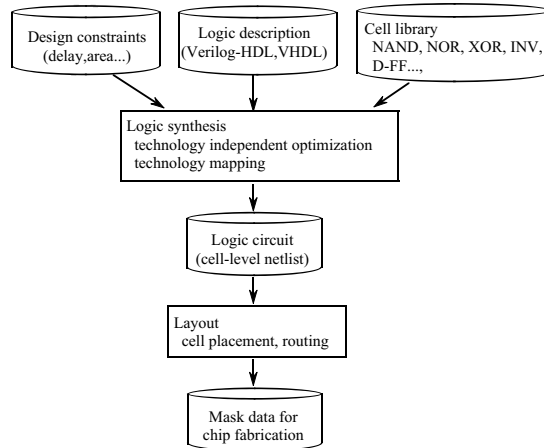 Design constraints
(delay,area...)
Logic description
(Verilog-HDL,VHDL)
Cell library
NAND, NOR, XOR, INV,
D-FF...,
Logic synthesis
technology independent optimization
technology mapping
Logic circuit
(cell-level netlist)
Layout
cell placement, routing
Mask data for
chip fabrication